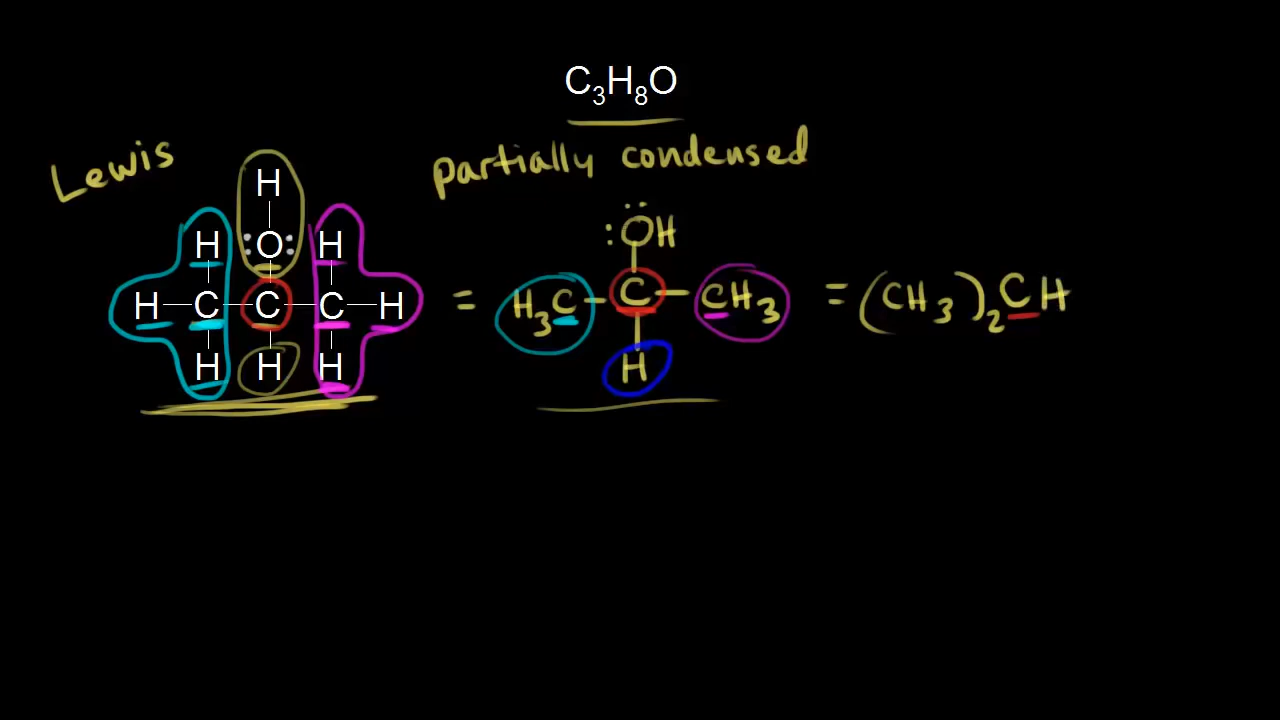 C₃H₈O
Lewis
partially condensed
H
:O:
H H
H C C C H
H H H
:ÖH
H₃C-C-CH₃
H
=
= (CH₃)₂CH